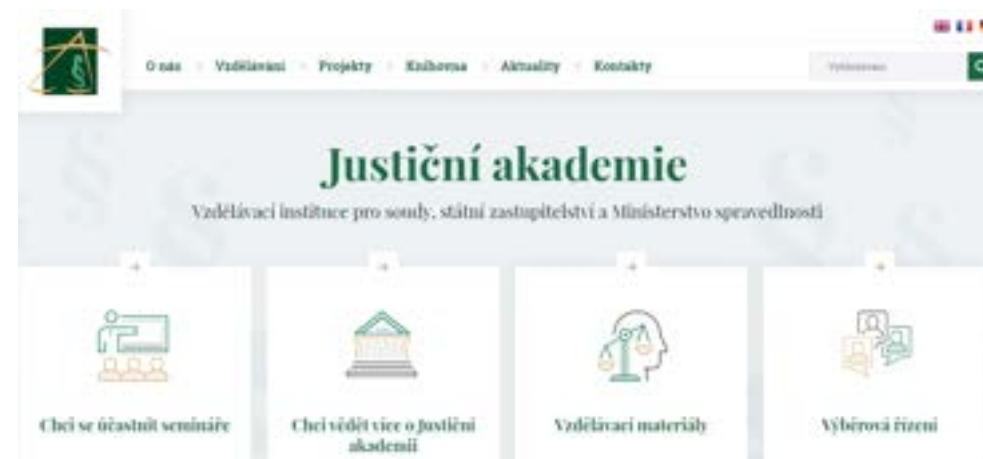 O nás Vzdělávání Projekty Knihovna Aktuality Kontakty
Vyhledávání
Justiční akademie
Vzdělávací instituce pro soudy, státní zastupitelství a Ministerstvo spravedlnosti
Chci se účastnit semináře
Chci vědět více o Justiční
akademii
Vzdělávací materiály
Výběrová řízení